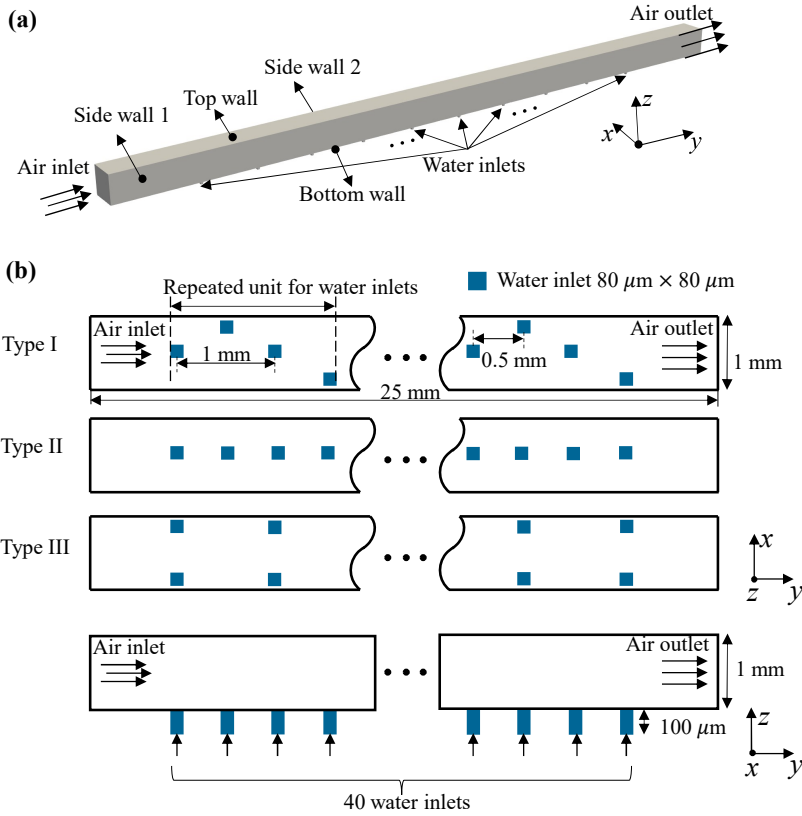 (a)
Air outlet
Side wall 2
Top wall
Side wall 1
Air inlet
Water inlets
Bottom wall
z
x
y
(b)
Repeated unit for water inlets
Water inlet 80 μm × 80 μm
Type I
Air inlet
Air outlet
1 mm
0.5 mm
1 mm
25 mm
Type II
Type III
x
z
y
Air inlet
Air outlet
1 mm
100 μm
z
x
y
40 water inlets